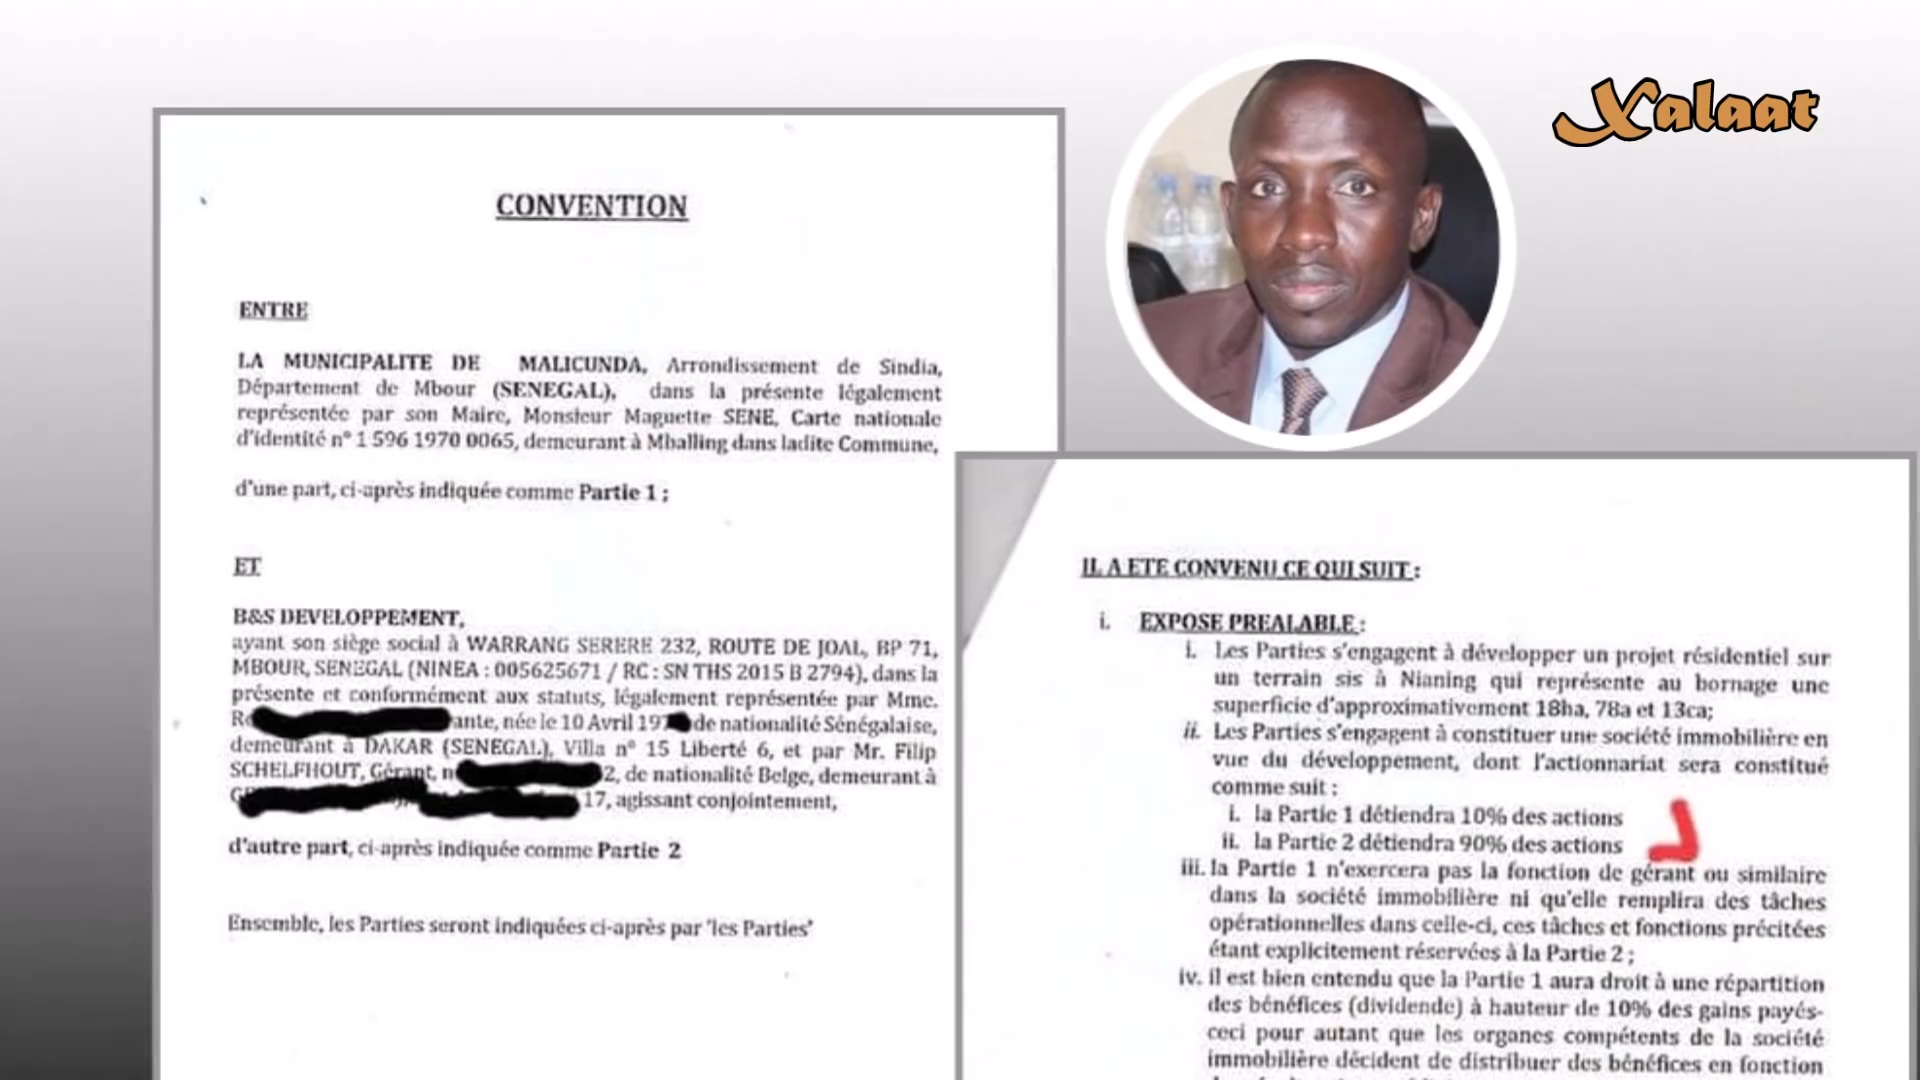 Xalaat
CONVENTION
ENTRE
LA MUNICIPALITE DE MALICUNDA, Arrondissement de Sindia,
Département de Mbour (SENEGAL), dans la présente légalement
représentée par son Maire, Monsieur Maguette SENE, Carte nationale
d'identité n° 1 596 1970 0065, demeurant à Mballing dans ladite Commune,
d'une part, ci-après indiquée comme Partie 1 ;
ET
B&S DEVELOPPEMENT,
ayant son siège social à WARRANG SERERE 232, ROUTE DE JOAL, BP 71,
MBOUR, SENEGAL (NINEA : 005625671 / RC : SN THS 2015 B 2794), dans la
présente et conformément aux statuts, légalement représentée par Mme.
R ante, née le 10 Avril 19 de nationalité Sénégalaise,
demeurant à DAKAR (SENEGAL), Villa n° 15 Liberté 6, et par Mr. Filip
SCHELFHOUT, Gérant, n 2, de nationalité Belge, demeurant à
G 17, agissant conjointement,
d'autre part, ci-après indiquée comme Partie 2
Ensemble, les Parties seront indiquées ci-après par 'les Parties'
IL A ETE CONVENU CE QUI SUIT :
i. EXPOSE PREALABLE :
i. Les Parties s'engagent à développer un projet résidentiel sur
un terrain sis à Nianing qui représente au bornage une
superficie d'approximativement 18ha, 78a et 13ca;
ii. Les Parties s'engagent à constituer une société immobilière en
vue du développement, dont l'actionnariat sera constitué
comme suit :
i. la Partie 1 détiendra 10% des actions
ii. la Partie 2 détiendra 90% des actions
iii. la Partie 1 n'exercera pas la fonction de gérant ou similaire
dans la société immobilière ni qu'elle remplira des tâches
opérationnelles dans celle-ci, ces tâches et fonctions précitées
étant explicitement réservées à la Partie 2 ;
iv. il est bien entendu que la Partie 1 aura droit à une répartition
des bénéfices (dividende) à hauteur de 10% des gains payés-
ceci pour autant que les organes compétents de la société
immobilière décident de distribuer des bénéfices en fonction